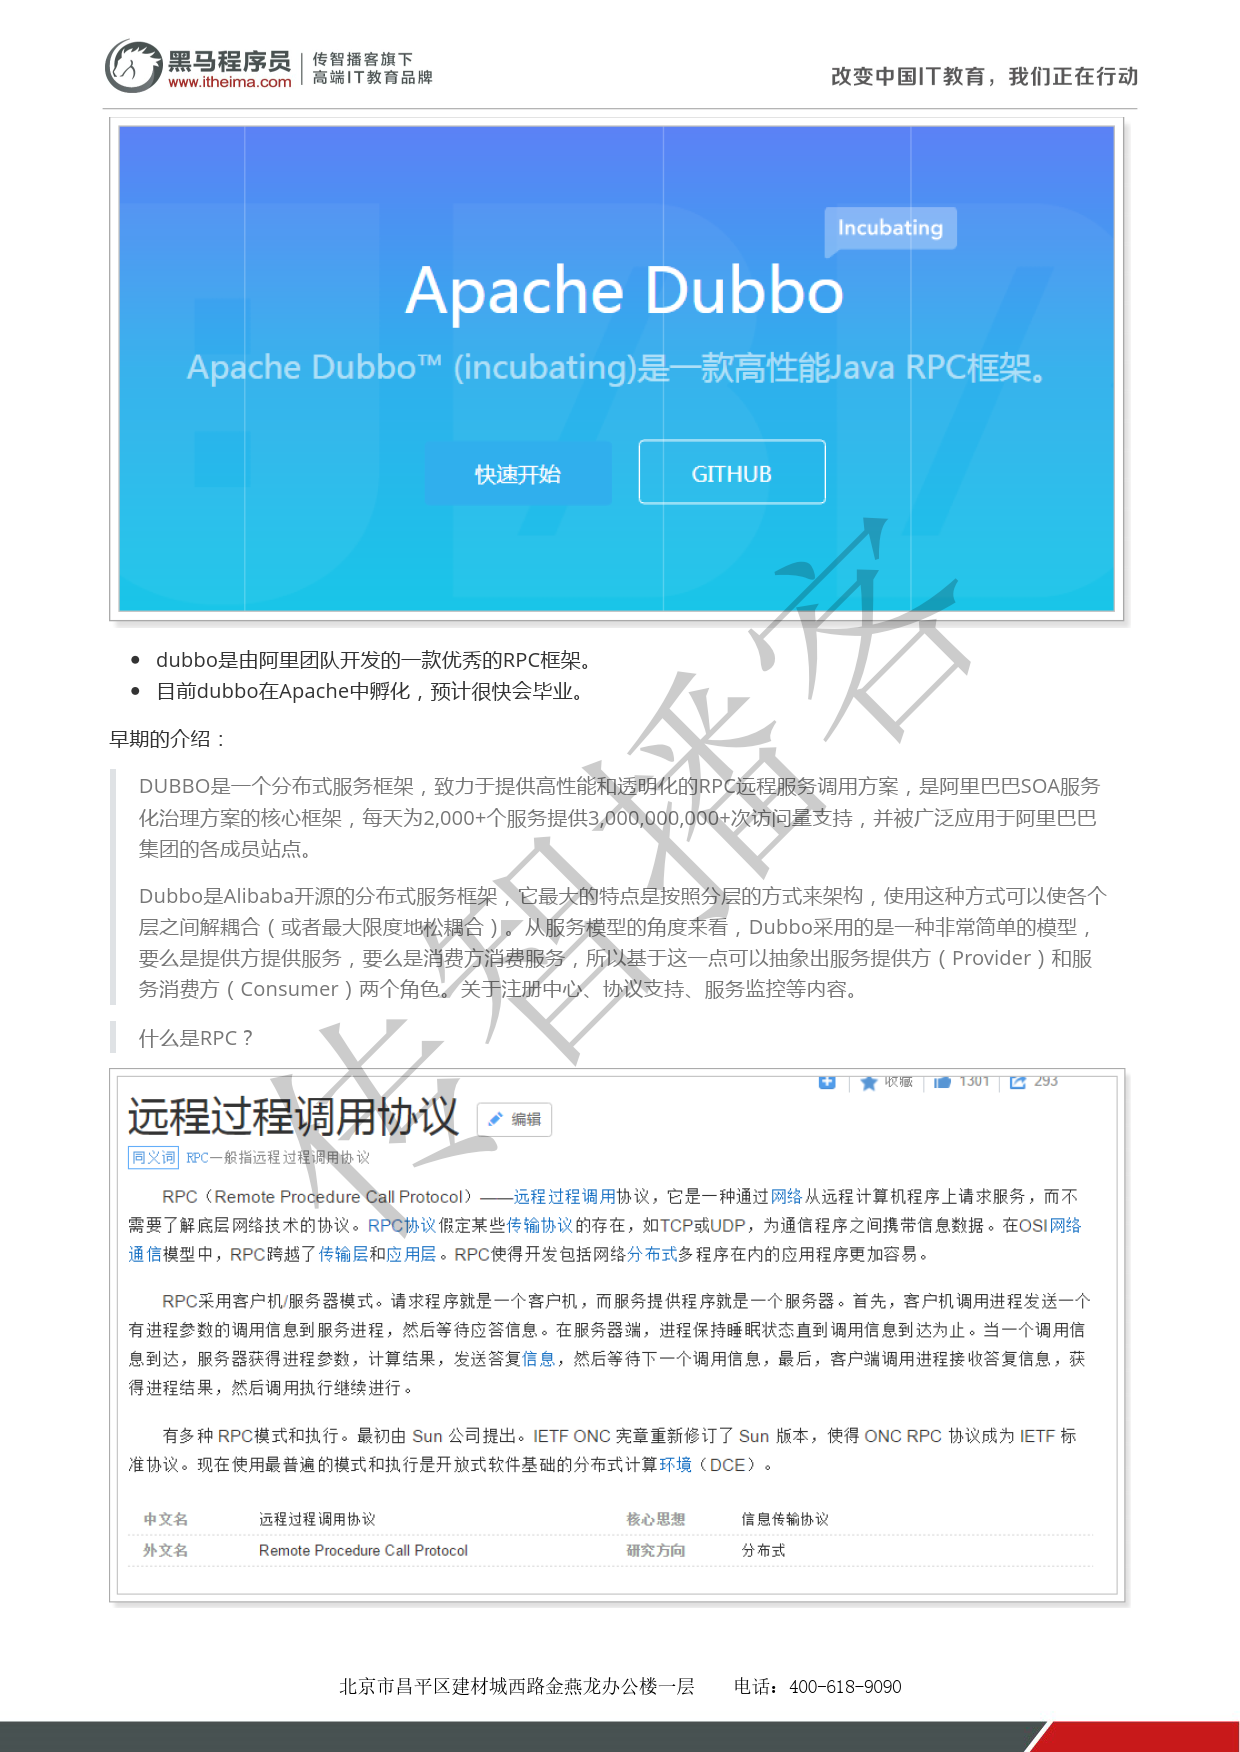 黑马程序员
www.itheima.com
传智播客旗下
高端IT教育品牌
改变中国IT教育，我们正在行动
Incubating
Apache Dubbo
Apache Dubbo™ (incubating)是一款高性能Java RPC框架。
快速开始
GITHUB
dubbo是由阿里团队开发的一款优秀的RPC框架。
目前dubbo在Apache中孵化，预计很快会毕业。
早期的介绍：
DUBBO是一个分布式服务框架，致力于提供高性能和透明化的RPC远程服务调用方案，是阿里巴巴SOA服务
化治理方案的核心框架，每天为2,000+个服务提供3,000,000,000+次访问量支持，并被广泛应用于阿里巴巴
集团的各成员站点。
Dubbo是Alibaba开源的分布式服务框架，它最大的特点是按照分层的方式来架构，使用这种方式可以使各个
层之间解耦合（或者最大限度地松耦合）。从服务模型的角度来看，Dubbo采用的是一种非常简单的模型，
要么是提供方提供服务，要么是消费方消费服务，所以基于这一点可以抽象出服务提供方（Provider）和服
务消费方（Consumer）两个角色。关于注册中心、协议支持、服务监控等内容。
什么是RPC？
收藏 1301 293
远程过程调用协议
编辑
同义词 RPC一般指远程过程调用协议
RPC（Remote Procedure Call Protocol）——远程过程调用协议，它是一种通过网络从远程计算机程序上请求服务，而不
需要了解底层网络技术的协议。RPC协议假定某些传输协议的存在，如TCP或UDP，为通信程序之间携带信息数据。在OSI网络
通信模型中，RPC跨越了传输层和应用层。RPC使得开发包括网络分布式多程序在内的应用程序更加容易。
RPC采用客户机/服务器模式。请求程序就是一个客户机，而服务提供程序就是一个服务器。首先，客户机调用进程发送一个
有进程参数的调用信息到服务进程，然后等待应答信息。在服务器端，进程保持睡眠状态直到调用信息到达为止。当一个调用信
息到达，服务器获得进程参数，计算结果，发送答复信息，然后等待下一个调用信息，最后，客户端调用进程接收答复信息，获
得进程结果，然后调用执行继续进行。
有多种 RPC模式和执行。最初由 Sun 公司提出。IETF ONC 宪章重新修订了 Sun 版本，使得 ONC RPC 协议成为 IETF 标
准协议。现在使用最普遍的模式和执行是开放式软件基础的分布式计算环境（DCE）。
中文名 远程过程调用协议 核心思想 信息传输协议
外文名 Remote Procedure Call Protocol 研究方向 分布式
传智播客
北京市昌平区建材城西路金燕龙办公楼一层 电话：400-618-9090